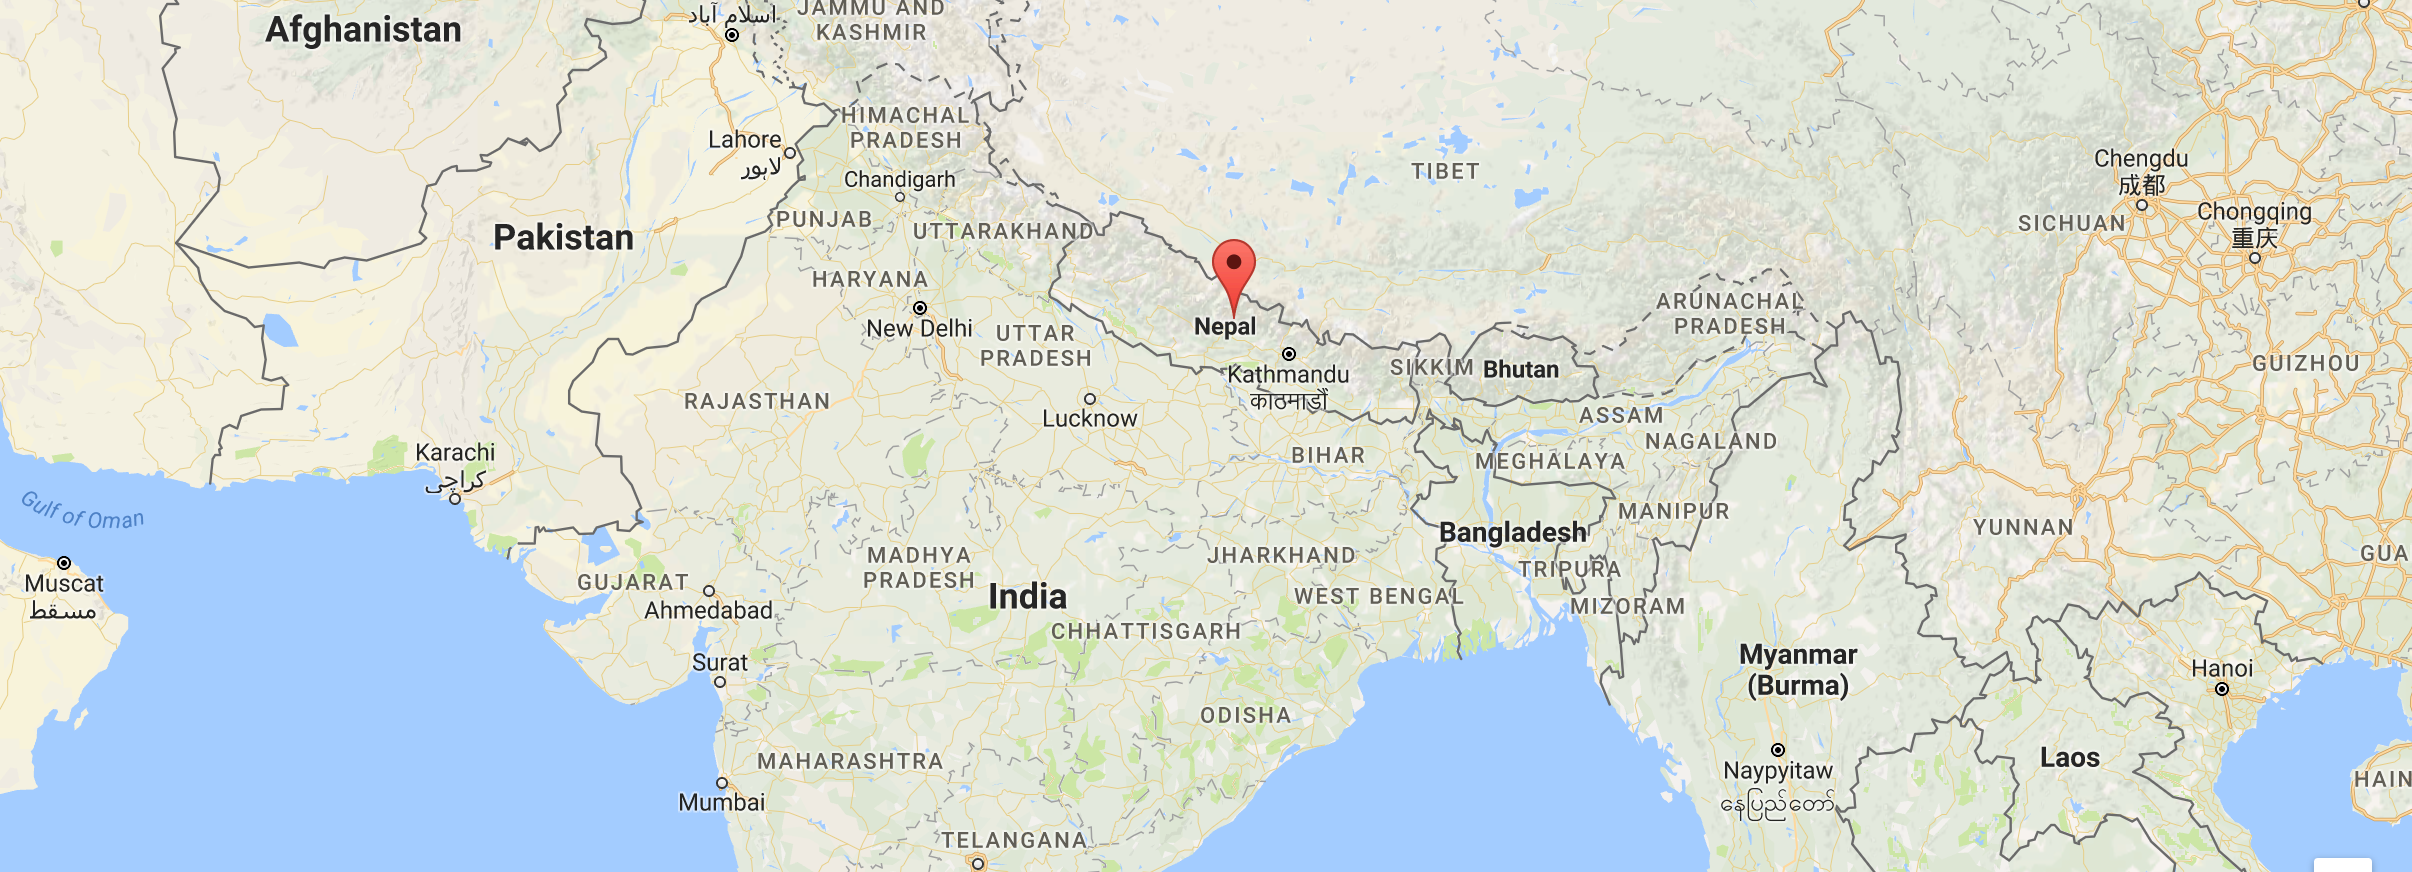 Afghanistan
اسلام آباد
JAMMU AND
KASHMIR
HIMACHAL
PRADESH
Lahore
لاہور
Chandigarh
TIBET
Chengdu
成都
Chongqing
重庆
SICHUAN
Pakistan
PUNJAB
UTTARAKHAND
HARYANA
New Delhi
UTTAR
PRADESH
Nepal
Kathmandu
काठमाडौं
SIKKIM
Bhutan
ARUNACHAL
PRADESH
GUIZHOU
RAJASTHAN
Lucknow
ASSAM
NAGALAND
BIHAR
MEGHALAYA
Karachi
کراچی
Gulf of Oman
MANIPUR
Bangladesh
YUNNAN
GUA
Muscat
مسقط
GUJARAT
Ahmedabad
MADHYA
PRADESH
India
JHARKHAND
WEST BENGAL
TRIPURA
MIZORAM
CHHATTISGARH
Surat
Myanmar
(Burma)
Hanoi
ODISHA
MAHARASHTRA
Mumbai
Naypyitaw
နေပြည်တော်
Laos
HAIN
TELANGANA